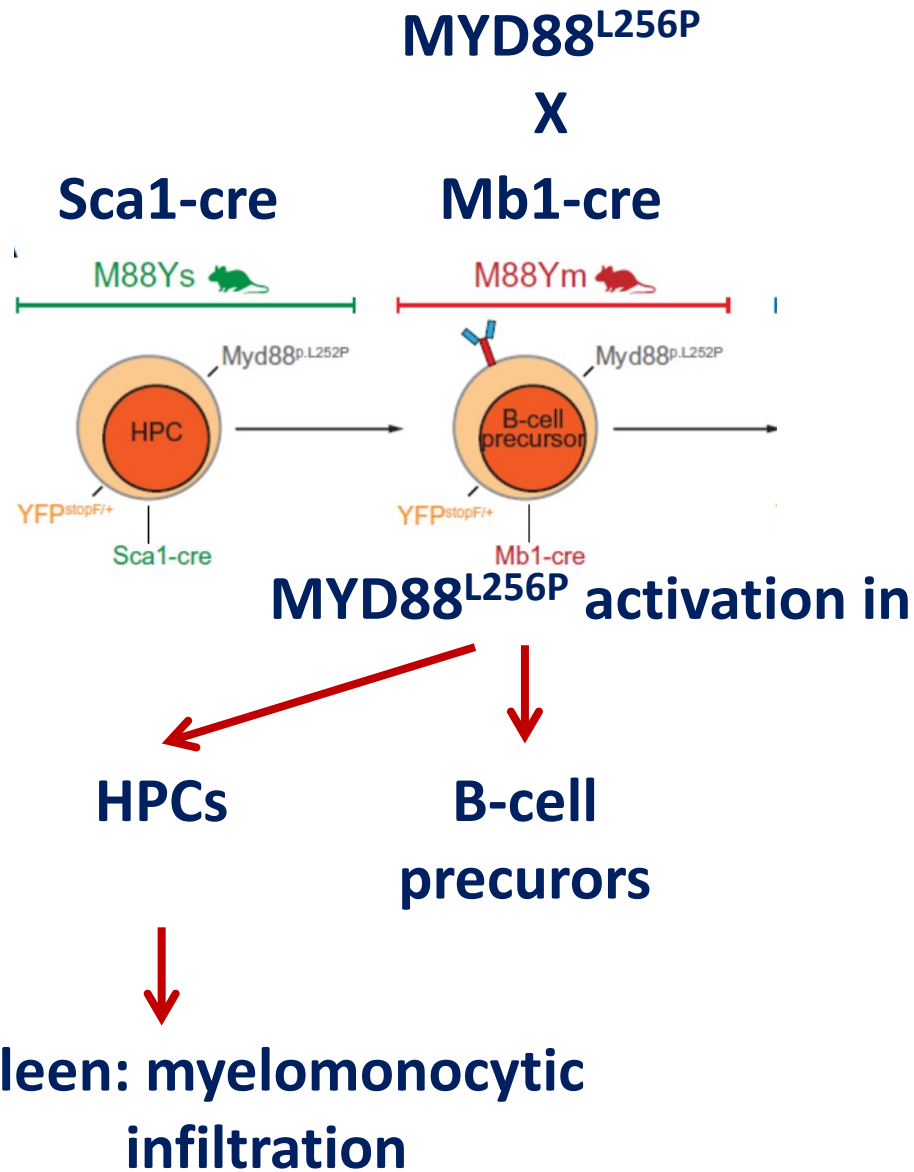 MYD88L256P
X
Sca1-cre Mb1-cre
M88Ys M88Ym
Myd88p.L252P Myd88p.L252P
HPC B-cell
precursor
YFPstopF/+ YFPstopF/+
Sca1-cre Mb1-cre
MYD88L256P activation in
HPCs B-cell
precurors
leen: myelomonocytic
infiltration